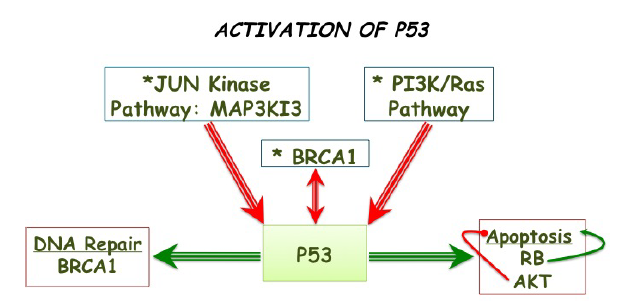 ACTIVATION OF P53
*JUN Kinase
Pathway: MAP3KI3
* PI3K/Ras
Pathway
* BRCA1
DNA Repair
BRCA1
P53
Apoptosis
RB
AKT